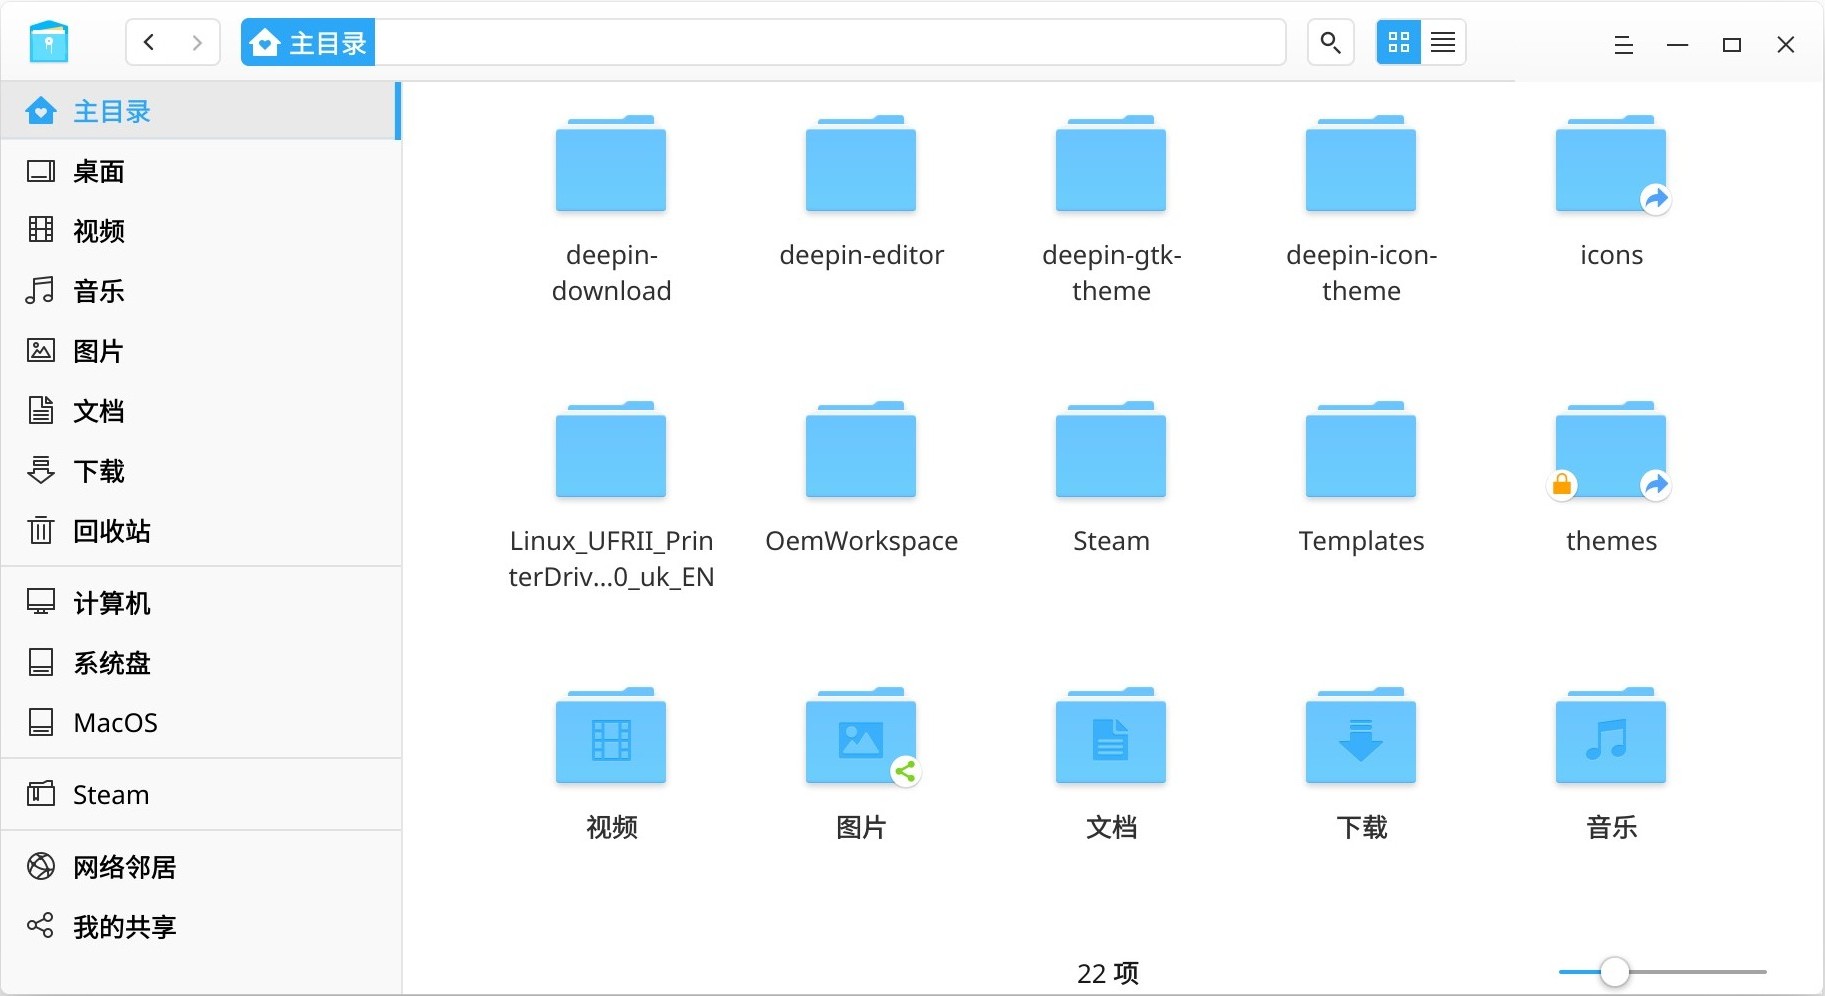 主目录
主目录
桌面
视频
音乐
图片
文档
下载
回收站
计算机
系统盘
MacOS
Steam
网络邻居
我的共享
deepin-
download
deepin-editor
deepin-gtk-
theme
deepin-icon-
theme
icons
Linux_UFRII_Prin
terDriv...0_uk_EN
OemWorkspace
Steam
Templates
themes
视频
图片
文档
下载
音乐
22 项